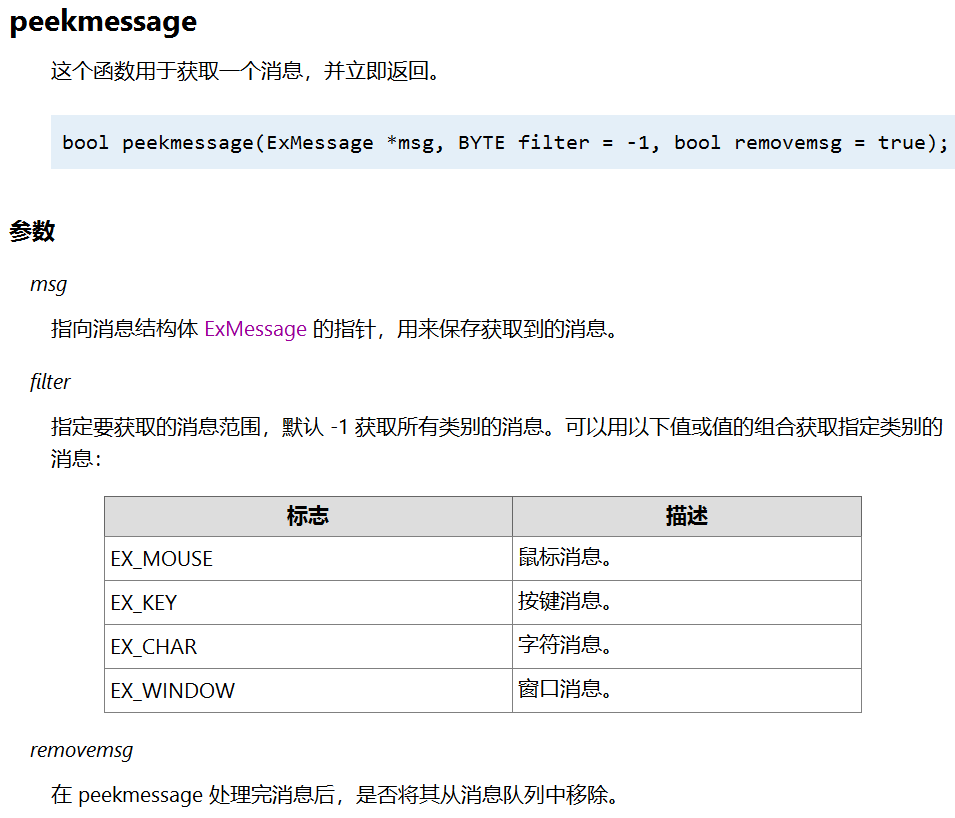 peekmessage
这个函数用于获取一个消息，并立即返回。
bool peekmessage(ExMessage *msg, BYTE filter = -1, bool removemsg = true);
参数
msg
指向消息结构体 ExMessage 的指针，用来保存获取到的消息。
filter
指定要获取的消息范围，默认 -1 获取所有类别的消息。可以用以下值或值的组合获取指定类别的
消息：
标志 描述
EX_MOUSE 鼠标消息。
EX_KEY 按键消息。
EX_CHAR 字符消息。
EX_WINDOW 窗口消息。
removemsg
在 peekmessage 处理完消息后，是否将其从消息队列中移除。